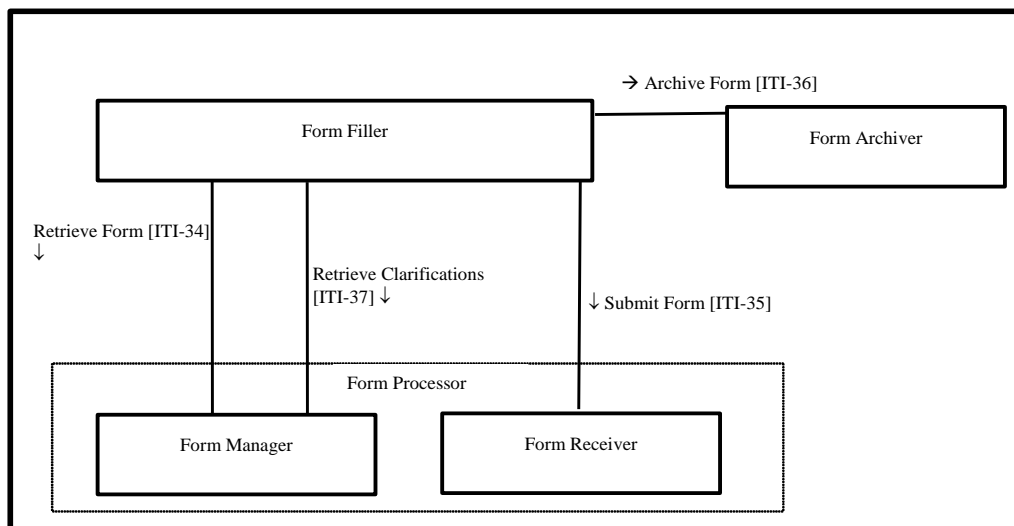 → Archive Form [ITI-36]
Form Filler
Form Archiver
Retrieve Form [ITI-34]
↓
Retrieve Clarifications
[ITI-37] ↓
↓ Submit Form [ITI-35]
Form Processor
Form Manager
Form Receiver